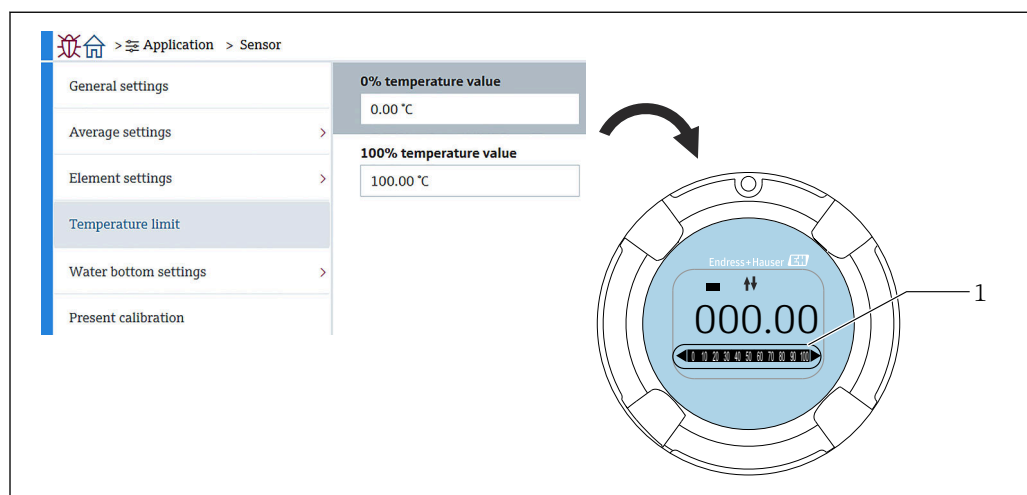 > Application > Sensor
General settings
Average settings >
Element settings >
Temperature limit
Water bottom settings >
Present calibration
0% temperature value
0.00 °C
100% temperature value
100.00 °C
Endress+Hauser EH
000.00
0 10 20 30 40 50 60 70 80 90 100
1